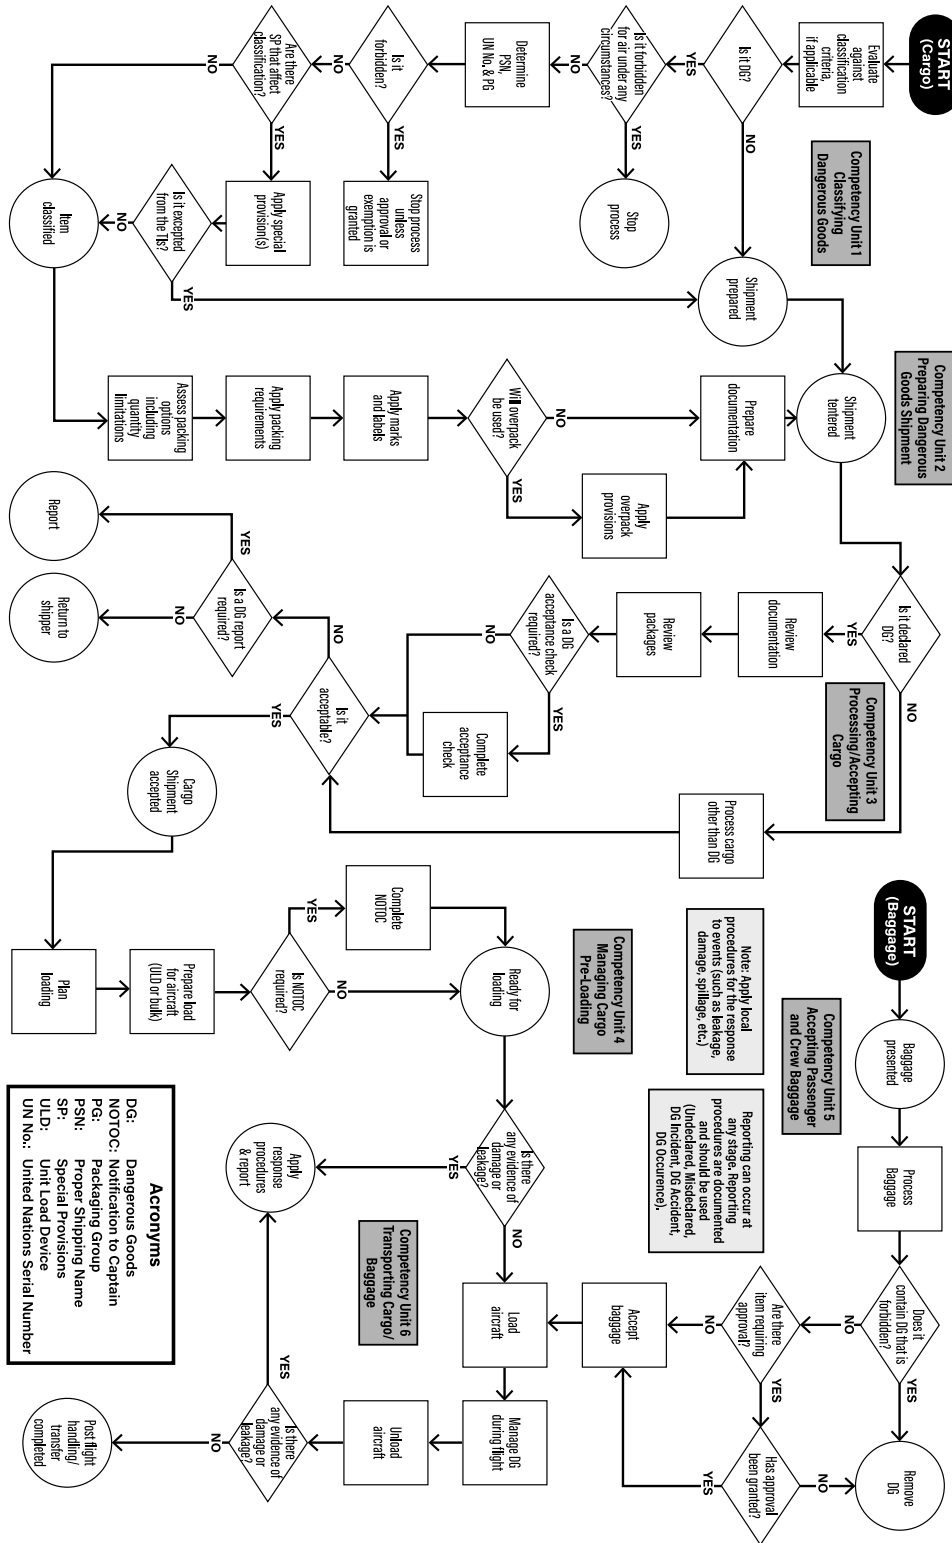 START
(Cargo)
Evaluate
against
classification
criteria,
if applicable
Is it DG?
YES
NO
Is it forbidden
for air under any
circumstances?
YES
NO
Stop
process
Determine
PSN,
UN No. & PG
Is it
forbidden?
YES
NO
Stop process
unless
approval or
exemption is
granted
Are there
SP that affect
classification?
YES
NO
Apply special
provision(s)
Is it excepted
from the TIs?
YES
NO
Item
classified
Competency Unit 1
Classifying
Dangerous Goods
Shipment
prepared
Competency Unit 2
Preparing Dangerous
Goods Shipment
Shipment
tentered
Prepare
documentation
Will overpack
be used?
NO
YES
Apply
overpack
provisions
Apply marks
and labels
Apply packing
requirements
Assess packing
options
including
quantity
limitations
Is it declared
DG?
YES
NO
Competency Unit 3
Processing/Accepting
Cargo
Review
documentation
Review
packages
Is a DG
acceptance check
required?
YES
NO
Complete
acceptance
check
Process cargo
other than DG
Is it
acceptable?
NO
YES
Is a DG report
required?
YES
NO
Report
Return to
shipper
Cargo
Shipment
accepted
Plan
loading
Prepare load
for aircraft
(ULD or bulk)
Is NOTOC
required?
YES
NO
Complete
NOTOC
Ready for
loading
Competency Unit 4
Managing Cargo
Pre-Loading
START
(Baggage)
Baggage
presented
Process
Baggage
Competency Unit 5
Accepting Passenger
and Crew Baggage
Note: Apply local
procedures for the response
to events (such as leakage,
damage, spillage, etc.)
Reporting can occur at
any stage. Reporting
procedures are documented
and should be used
(Undeclared, Misdeclared,
DG Incident, DG Accident,
DG Occurence).
Does it
contain DG that is
forbidden?
YES
NO
Remove
DG
Are there
item requiring
approval?
YES
NO
Has approval
been granted?
NO
YES
Accept
baggage
Is there
any evidence of
damage or
leakage?
YES
NO
Load
aircraft
Manage DG
during flight
Unload
aircraft
Competency Unit 6
Transporting Cargo/
Baggage
Apply
response
procedures
& report
Is there
any evidence of
damage or
leakage?
YES
NO
Post flight
handling/
transfer
completed
Acronyms
DG: Dangerous Goods
NOTOC: Notification to Captain
PG: Packaging Group
PSN: Proper Shipping Name
SP: Special Provisions
ULD: Unit Load Device
UN No.: United Nations Serial Number